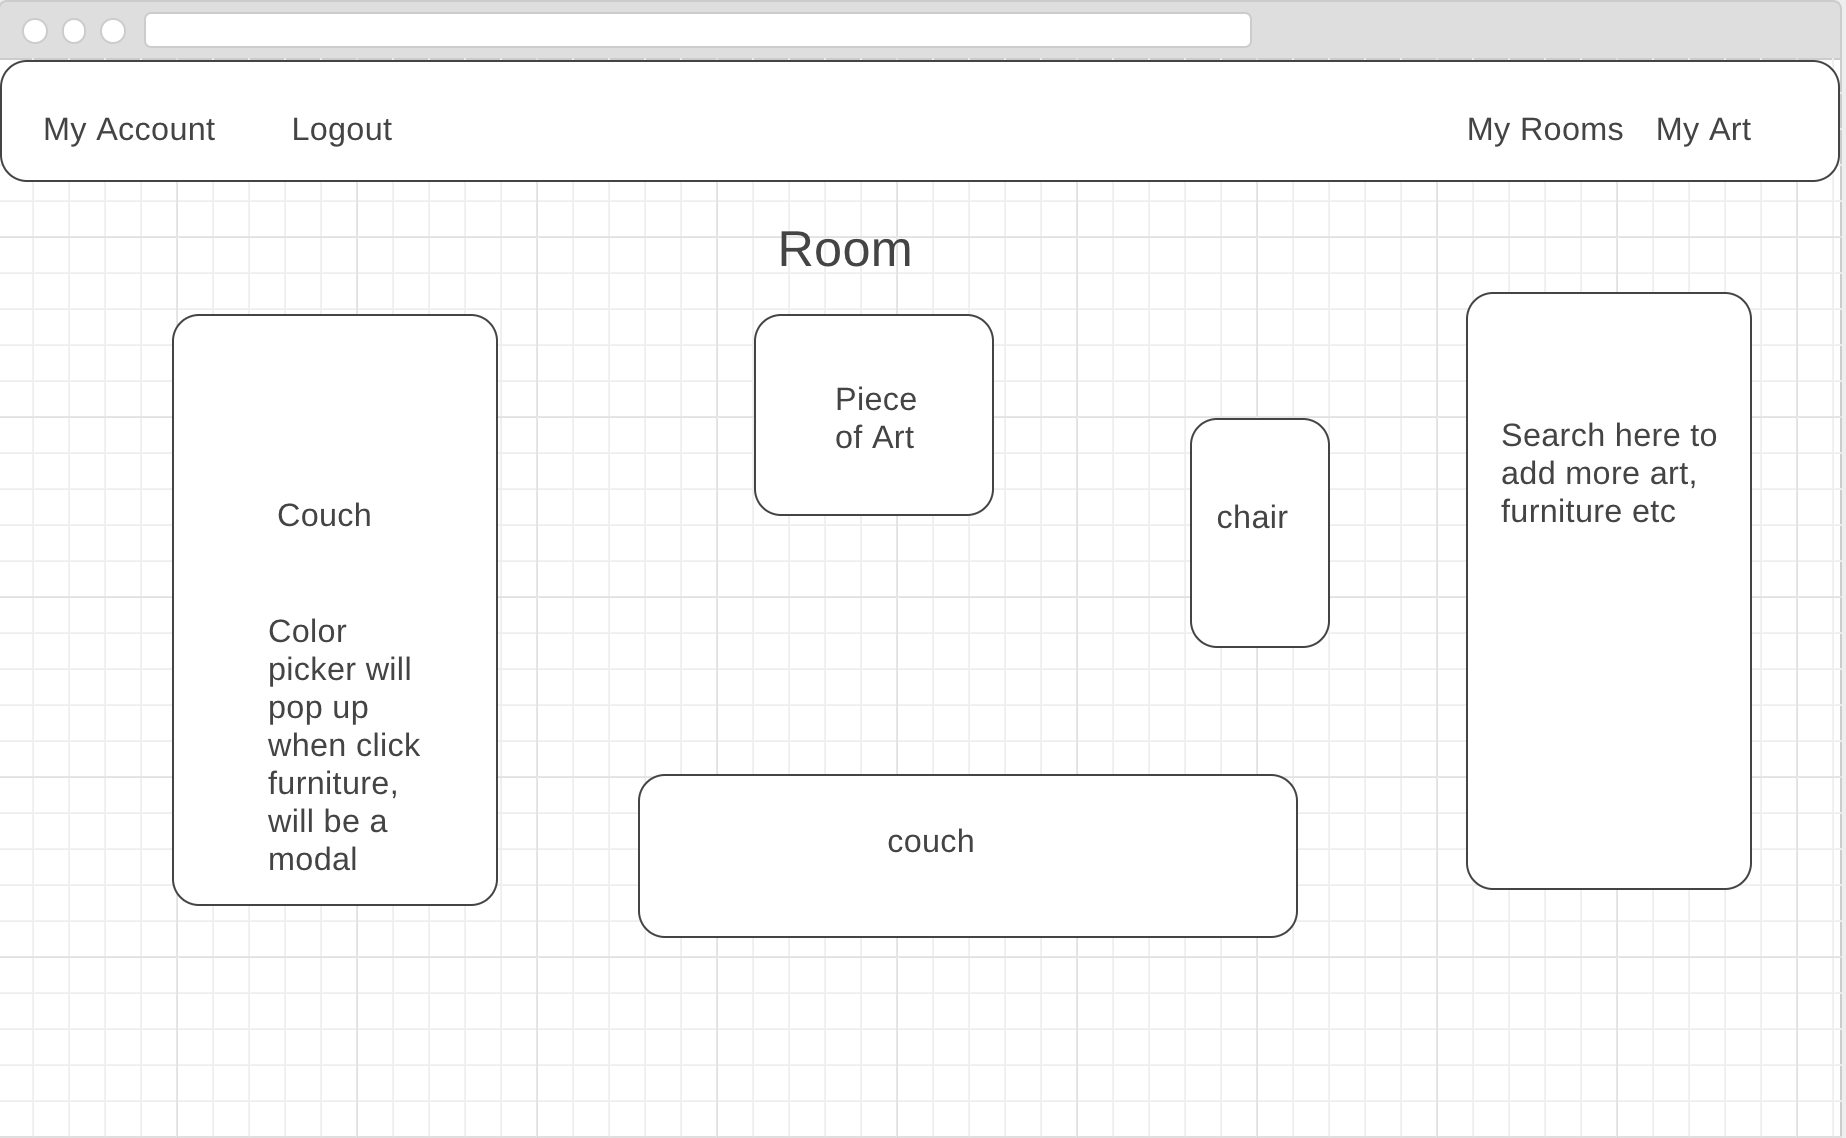 My Account
Logout
My Rooms
My Art
Room
Couch
Color
picker will
pop up
when click
furniture,
will be a
modal
Piece
of Art
chair
couch
Search here to
add more art,
furniture etc